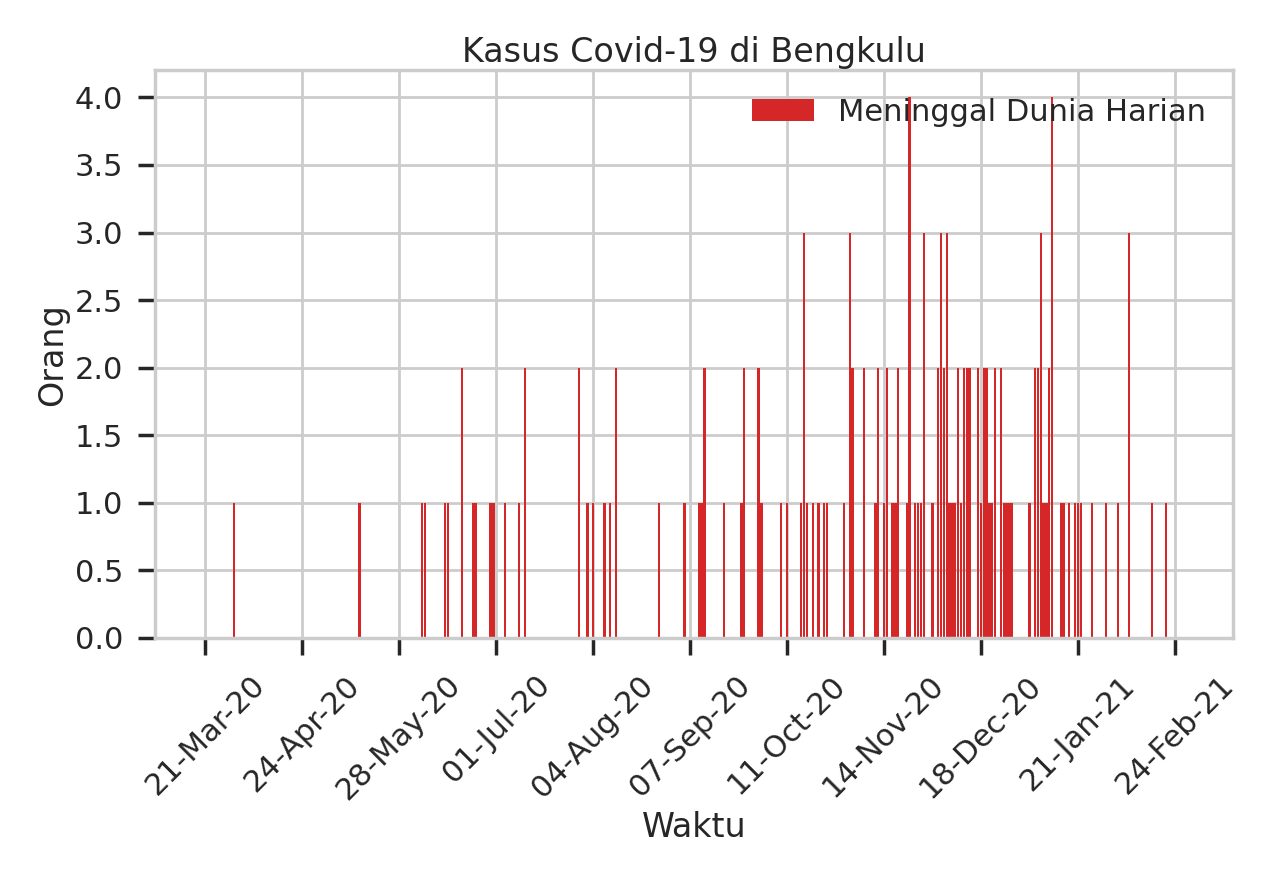 Kasus Covid-19 di Bengkulu
Meninggal Dunia Harian
Orang
4.0
3.5
3.0
2.5
2.0
1.5
1.0
0.5
0.0
21-Mar-20
24-Apr-20
28-May-20
01-Jul-20
04-Aug-20
07-Sep-20
11-Oct-20
14-Nov-20
18-Dec-20
21-Jan-21
24-Feb-21
Waktu